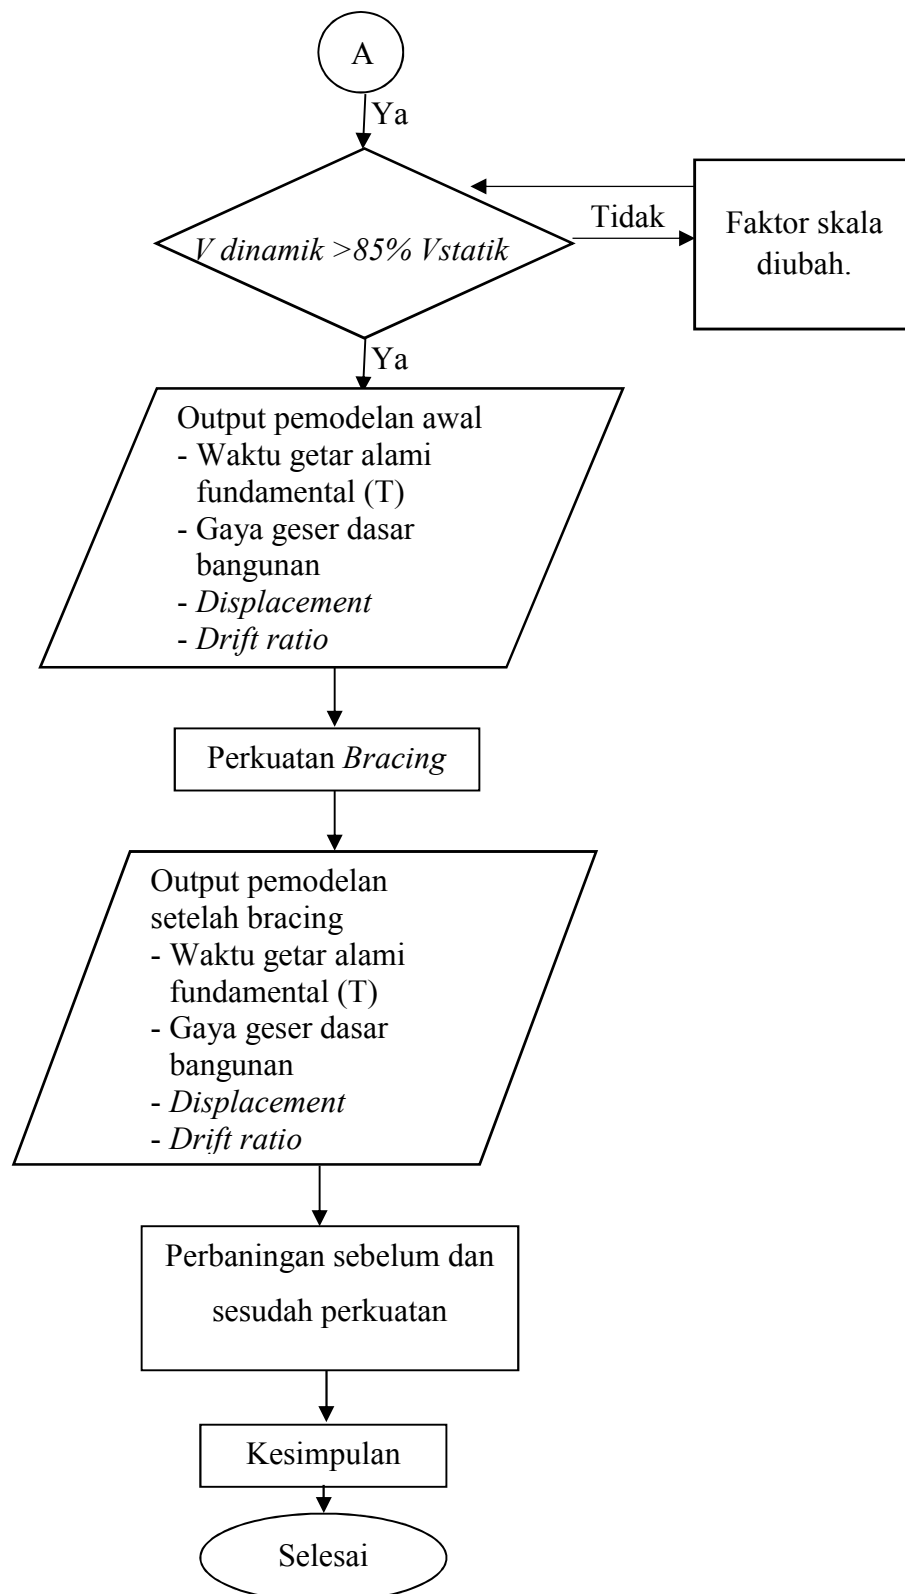 A
Ya
V dinamik >85% Vstatik
Tidak
Faktor skala
diubah.
Ya
Output pemodelan awal
- Waktu getar alami
fundamental (T)
- Gaya geser dasar
bangunan
- Displacement
- Drift ratio
Perkuatan Bracing
Output pemodelan
setelah bracing
- Waktu getar alami
fundamental (T)
- Gaya geser dasar
bangunan
- Displacement
- Drift ratio
Perbaningan sebelum dan
sesudah perkuatan
Kesimpulan
Selesai